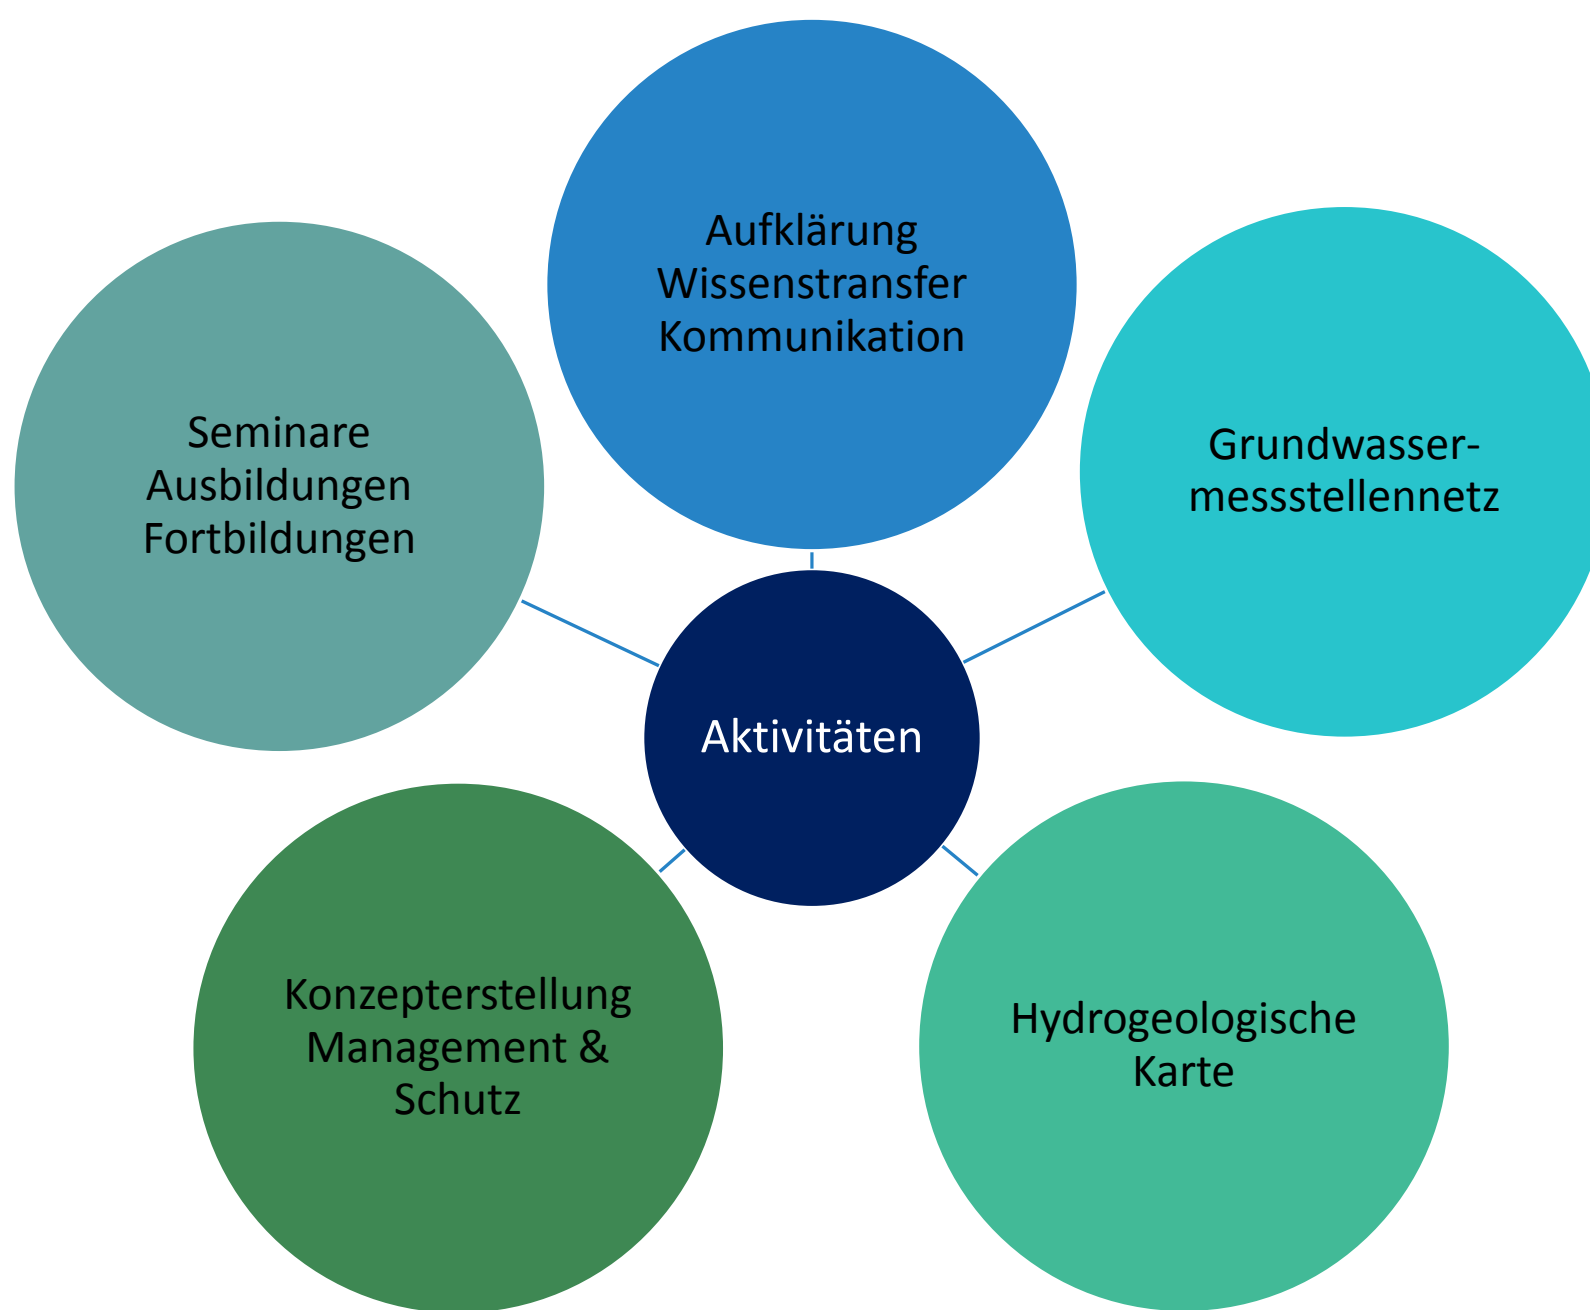 Aufklärung
Wissenstransfer
Kommunikation
Seminare
Ausbildungen
Fortbildungen
Grundwasser-
messstellennetz
Aktivitäten
Konzepterstellung
Management &
Schutz
Hydrogeologische
Karte